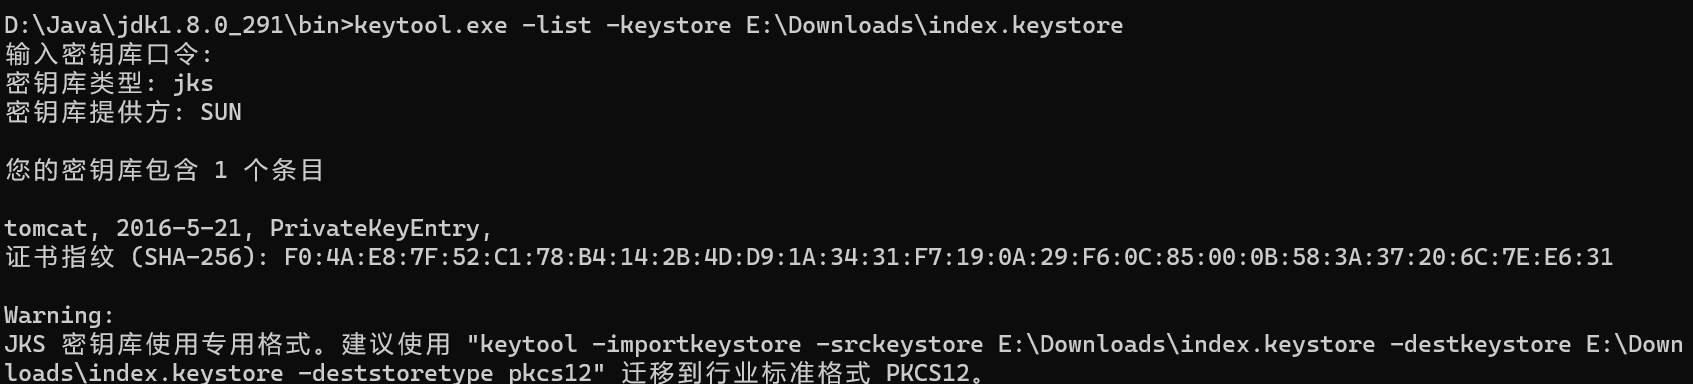 D:\Java\jdk1.8.0_291\bin>keytool.exe -list -keystore E:\Downloads\index.keystore
输入密钥库口令:
密钥库类型: jks
密钥库提供方: SUN
您的密钥库包含 1 个条目
tomcat, 2016-5-21, PrivateKeyEntry,
证书指纹 (SHA-256): F0:4A:E8:7F:52:C1:78:B4:14:2B:4D:D9:1A:34:31:F7:19:0A:29:F6:0C:85:00:0B:58:3A:37:20:6C:7E:E6:31
Warning:
JKS 密钥库使用专用格式。建议使用 "keytool -importkeystore -srckeystore E:\Downloads\index.keystore -destkeystore E:\Down
loads\index.keystore -deststoretype pkcs12" 迁移到行业标准格式 PKCS12。